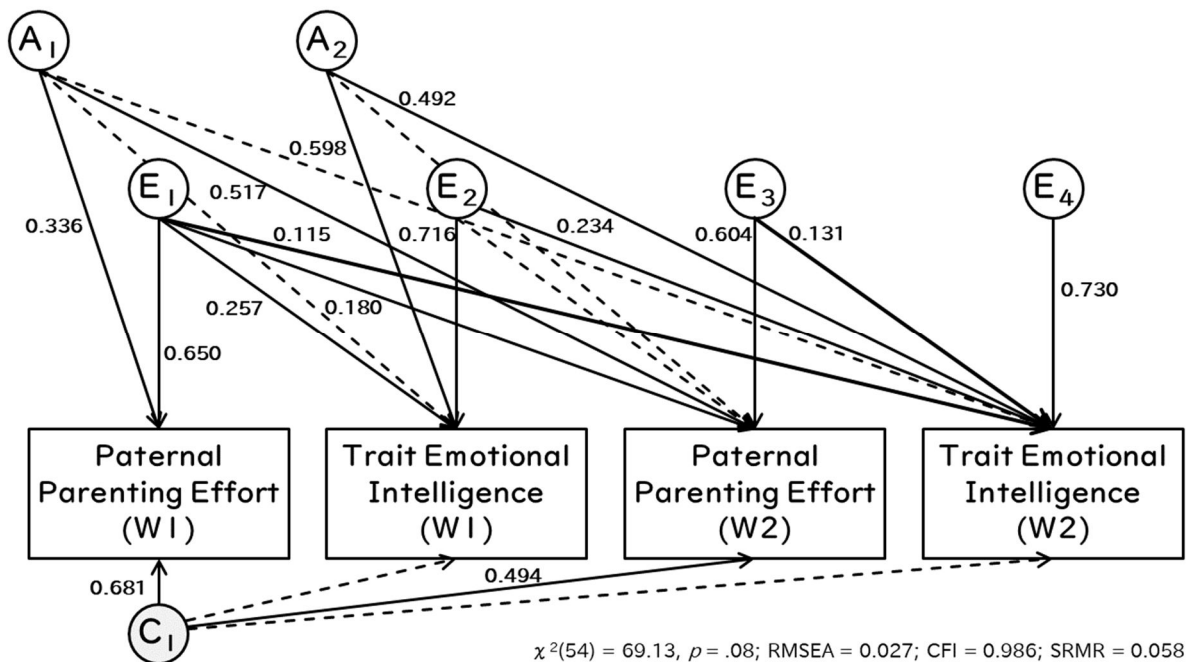 A1 A2
0.492
0.598
E1 E2 E3 E4
0.517
0.336 0.115 0.716 0.234 0.604 0.131
0.257 0.180 0.730
0.650
Paternal
Parenting Effort
(W1)
Trait Emotional
Intelligence
(W1)
Paternal
Parenting Effort
(W2)
Trait Emotional
Intelligence
(W2)
0.681 0.494
C1
χ²(54) = 69.13, p = .08; RMSEA = 0.027; CFI = 0.986; SRMR = 0.058